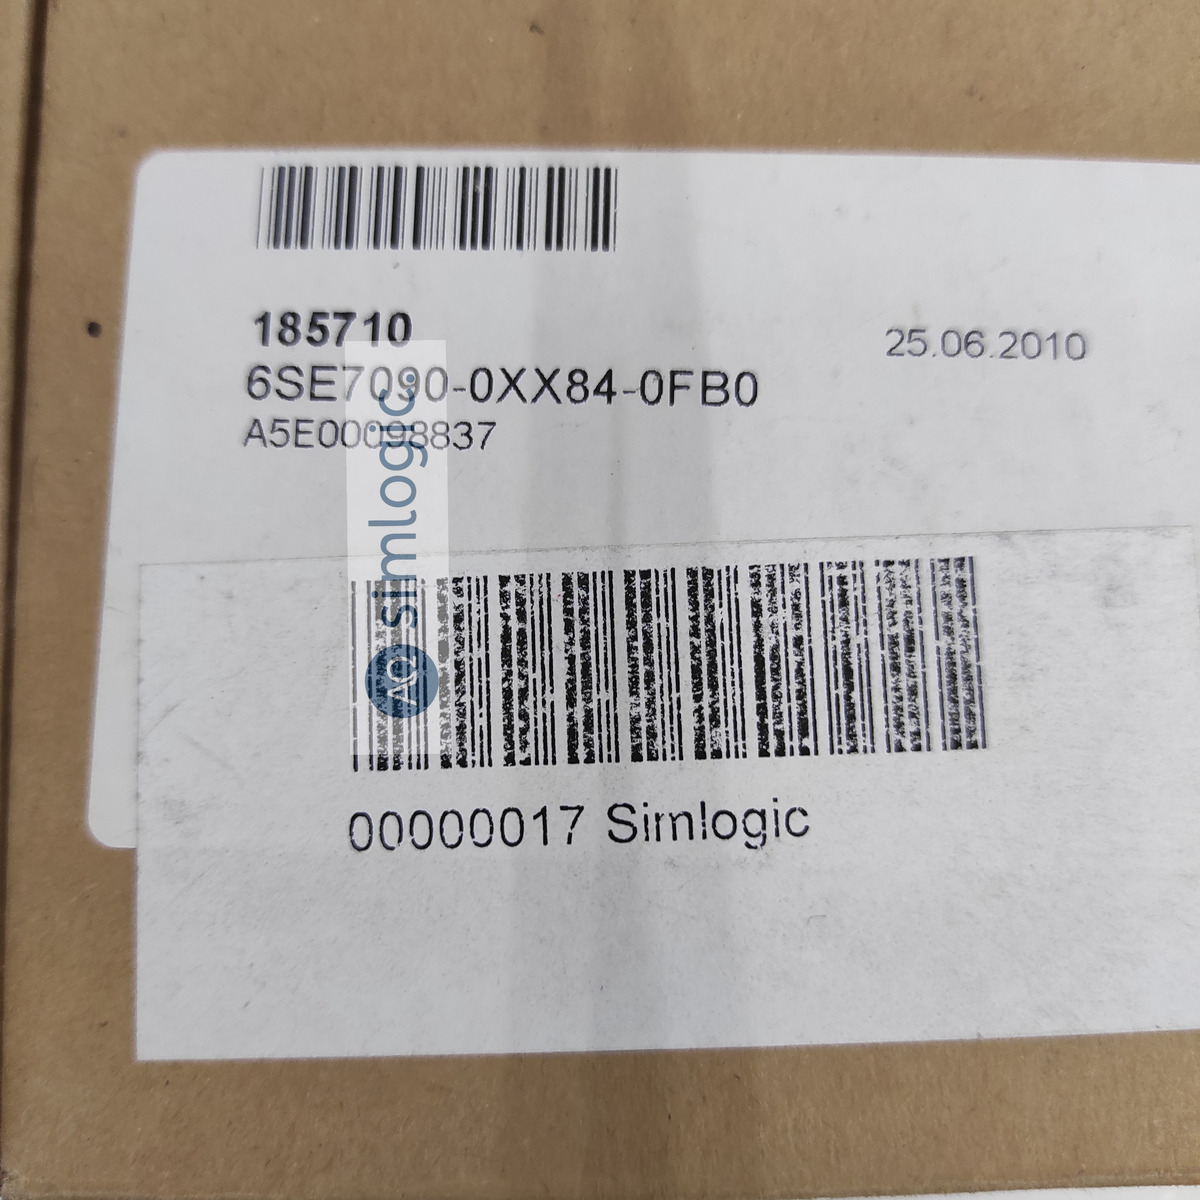 185710
25.06.2010
6SE7090-0XX84-0FB0
A5E00098837
simlogic.
00000017 Simlogic